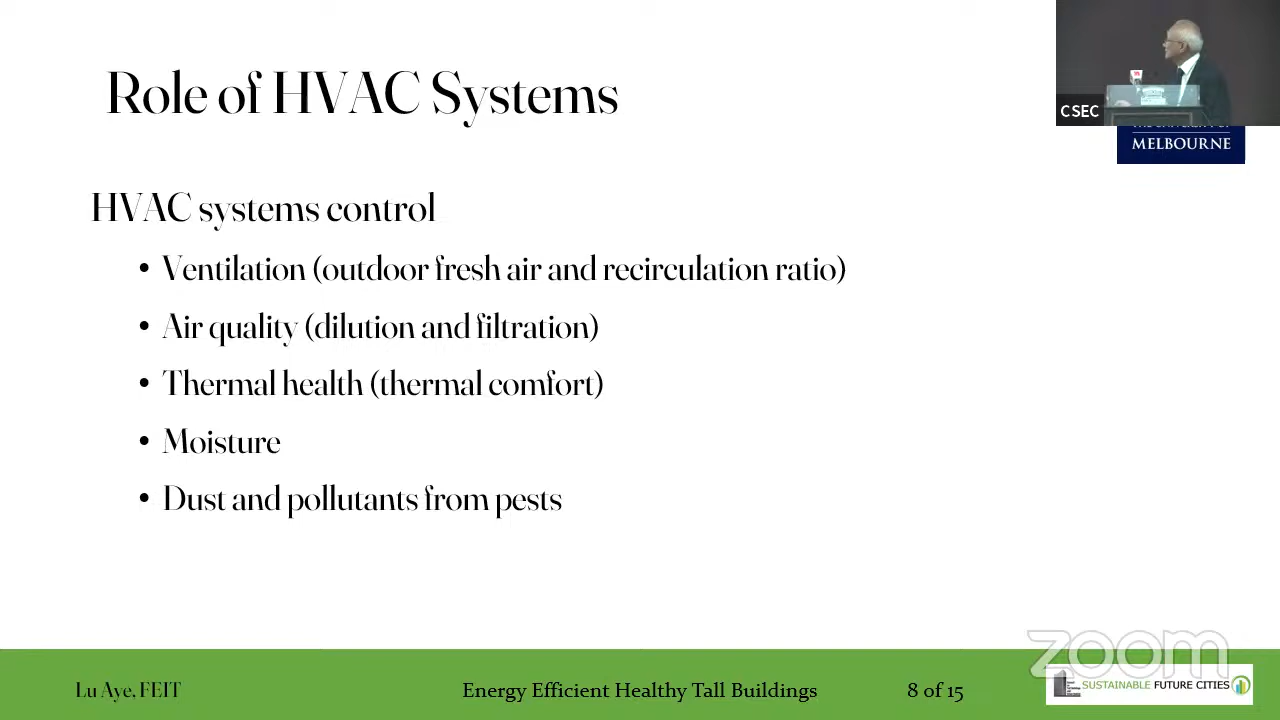 Role of HVAC Systems
CSEC
MELBOURNE
HVAC systems control
• Ventilation (outdoor fresh air and recirculation ratio)
• Air quality (dilution and filtration)
• Thermal health (thermal comfort)
• Moisture
• Dust and pollutants from pests
zoom
Lu Aye, FEIT
Energy Efficient Healthy Tall Buildings
8 of 15
SUSTAINABLE FUTURE CITIES